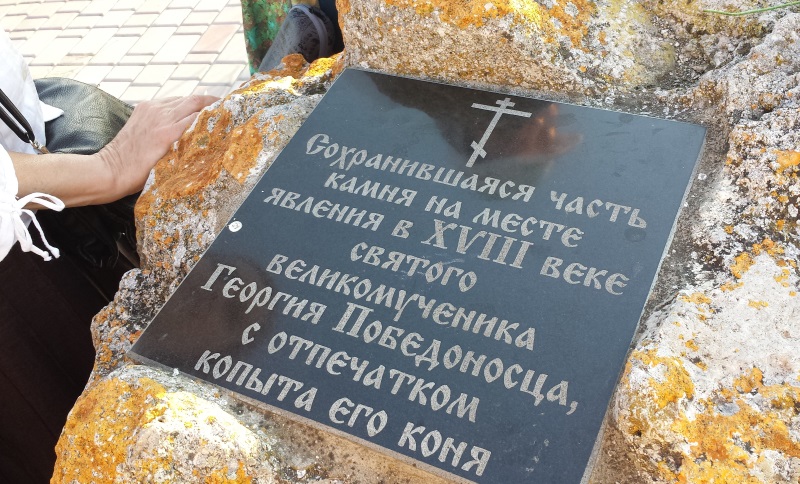 Сохранившаяся часть
камня на месте
явления в XVIII веке
святого
великомученика
Георгия Победоносца,
с отпечатком
копыта его коня